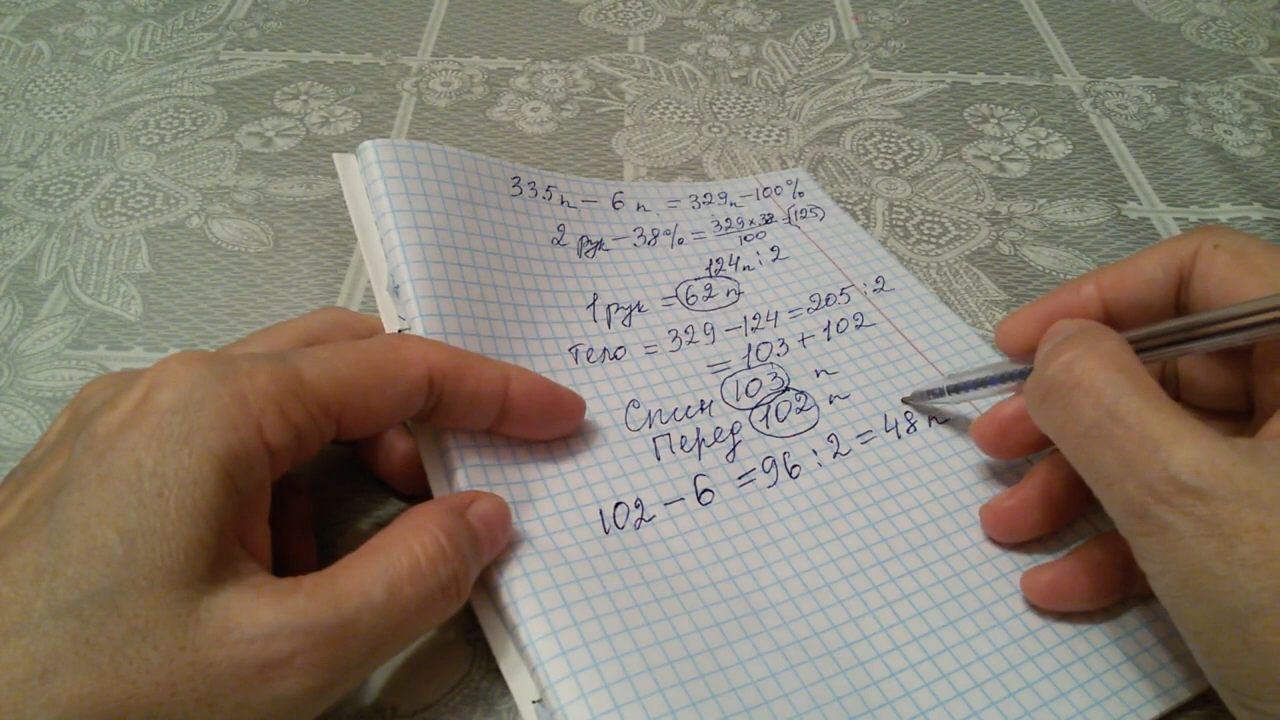 335п - 6 п. = 329п - 100%
2 рук - 38% = 329 x 38 / 100 = (125)
124п : 2
1 рук = 62 п
тело = 329 - 124 = 205 : 2
= 103 + 102
Спин 103 п
Перед 102 п
102 - 6 = 96 : 2 = 48 п